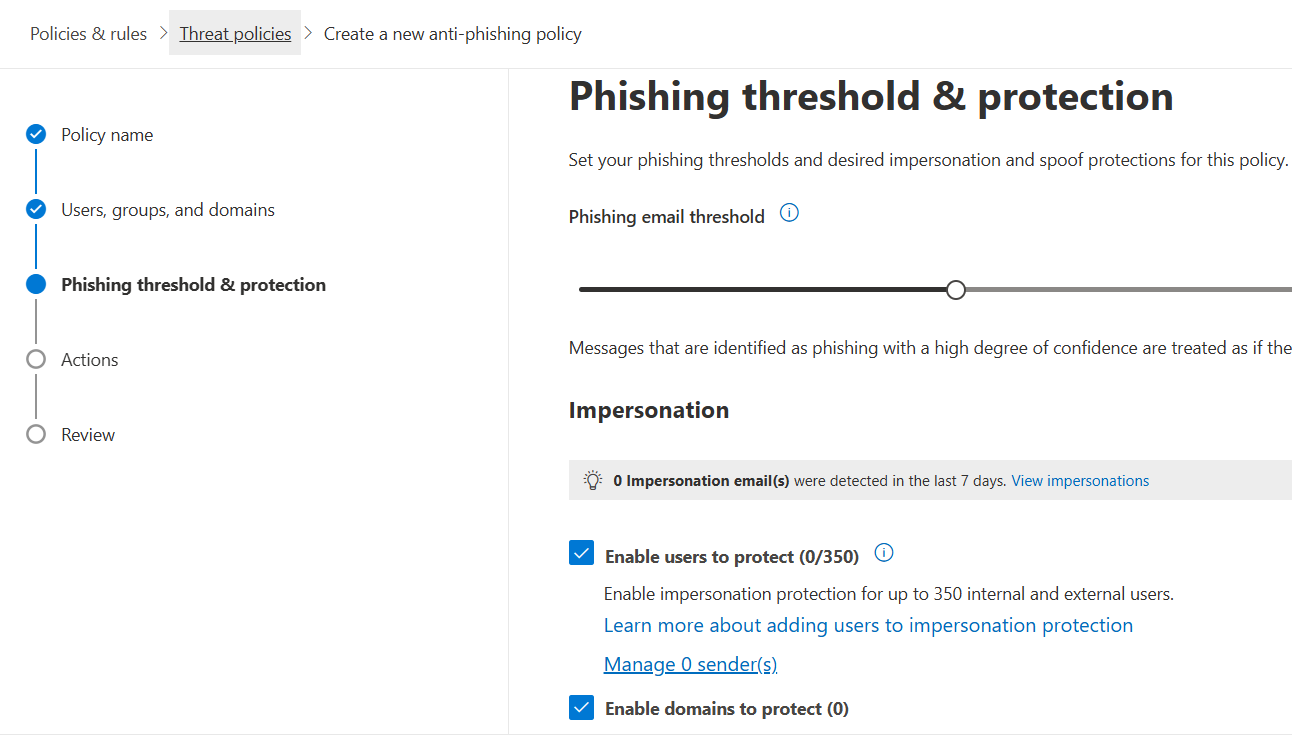 Policies & rules > Threat policies > Create a new anti-phishing policy
Policy name
Users, groups, and domains
Phishing threshold & protection
Actions
Review
Phishing threshold & protection
Set your phishing thresholds and desired impersonation and spoof protections for this policy.
Phishing email threshold
Messages that are identified as phishing with a high degree of confidence are treated as if the
Impersonation
0 Impersonation email(s) were detected in the last 7 days. View impersonations
Enable users to protect (0/350)
Enable impersonation protection for up to 350 internal and external users.
Learn more about adding users to impersonation protection
Manage 0 sender(s)
Enable domains to protect (0)